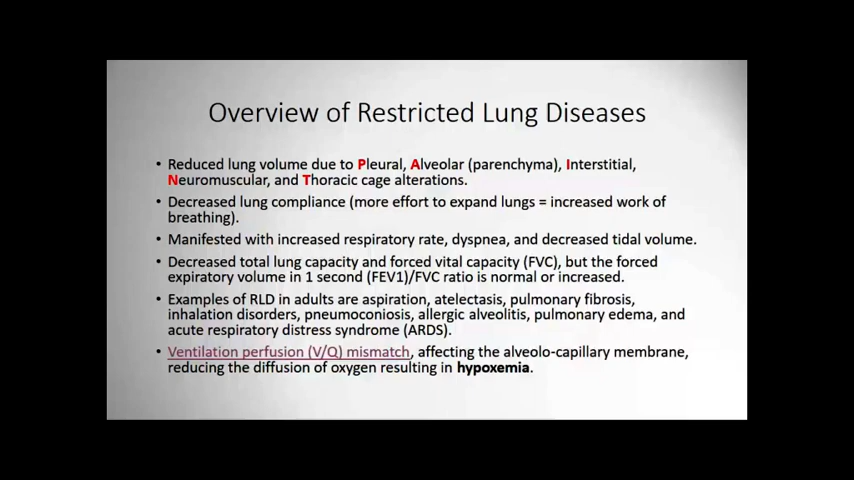 Overview of Restricted Lung Diseases
• Reduced lung volume due to Pleural, Alveolar (parenchyma), Interstitial,
Neuromuscular, and Thoracic cage alterations.
• Decreased lung compliance (more effort to expand lungs = increased work of
breathing).
• Manifested with increased respiratory rate, dyspnea, and decreased tidal volume.
• Decreased total lung capacity and forced vital capacity (FVC), but the forced
expiratory volume in 1 second (FEV1)/FVC ratio is normal or increased.
• Examples of RLD in adults are aspiration, atelectasis, pulmonary fibrosis,
inhalation disorders, pneumoconiosis, allergic alveolitis, pulmonary edema, and
acute respiratory distress syndrome (ARDS).
• Ventilation perfusion (V/Q) mismatch, affecting the alveolo-capillary membrane,
reducing the diffusion of oxygen resulting in hypoxemia.